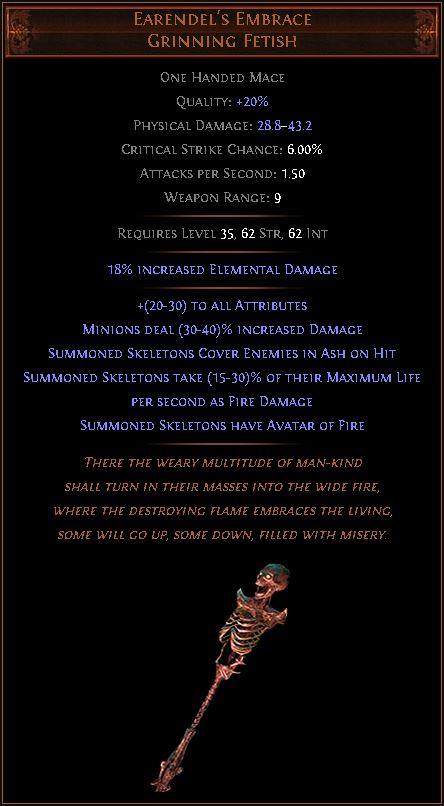 Earendel's Embrace
Grinning Fetish
One Handed Mace
Quality: +20%
Physical Damage: 28.8–43.2
Critical Strike Chance: 6.00%
Attacks per Second: 1.50
Weapon Range: 9
Requires Level 35, 62 Str, 62 Int
18% increased Elemental Damage
+(20-30) to all Attributes
Minions deal (30-40)% increased Damage
Summoned Skeletons Cover Enemies in Ash on Hit
Summoned Skeletons take (15-30)% of their Maximum Life
per second as Fire Damage
Summoned Skeletons have Avatar of Fire
There the weary multitude of man-kind
shall turn in their masses into the wide fire,
where the destroying flame embraces the living,
some will go up, some down, filled with misery.